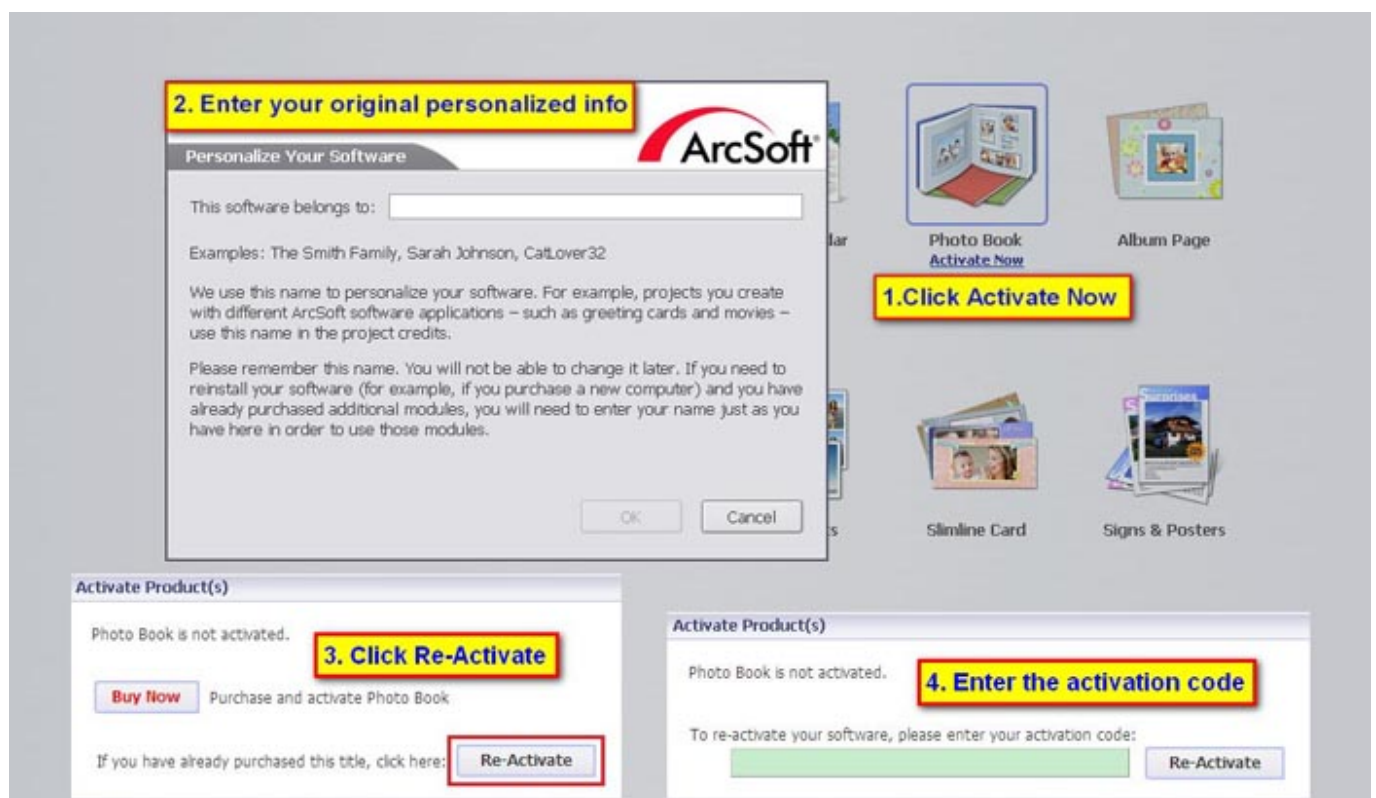 2. Enter your original personalized info
ArcSoft®
Personalize Your Software
This software belongs to:
Examples: The Smith Family, Sarah Johnson, CatLover32
We use this name to personalize your software. For example, projects you create
with different ArcSoft software applications – such as greeting cards and movies –
use this name in the project credits.
Please remember this name. You will not be able to change it later. If you need to
reinstall your software (for example, if you purchase a new computer) and you have
already purchased additional modules, you will need to enter your name just as you
have here in order to use those modules.
OK
Cancel
Photo Book
Activate Now
Album Page
1.Click Activate Now
Surprises
Slimline Card
Signs & Posters
Activate Product(s)
Photo Book is not activated.
3. Click Re-Activate
Buy Now
Purchase and activate Photo Book
If you have already purchased this title, click here:
Re-Activate
Activate Product(s)
Photo Book is not activated.
4. Enter the activation code
To re-activate your software, please enter your activation code:
Re-Activate